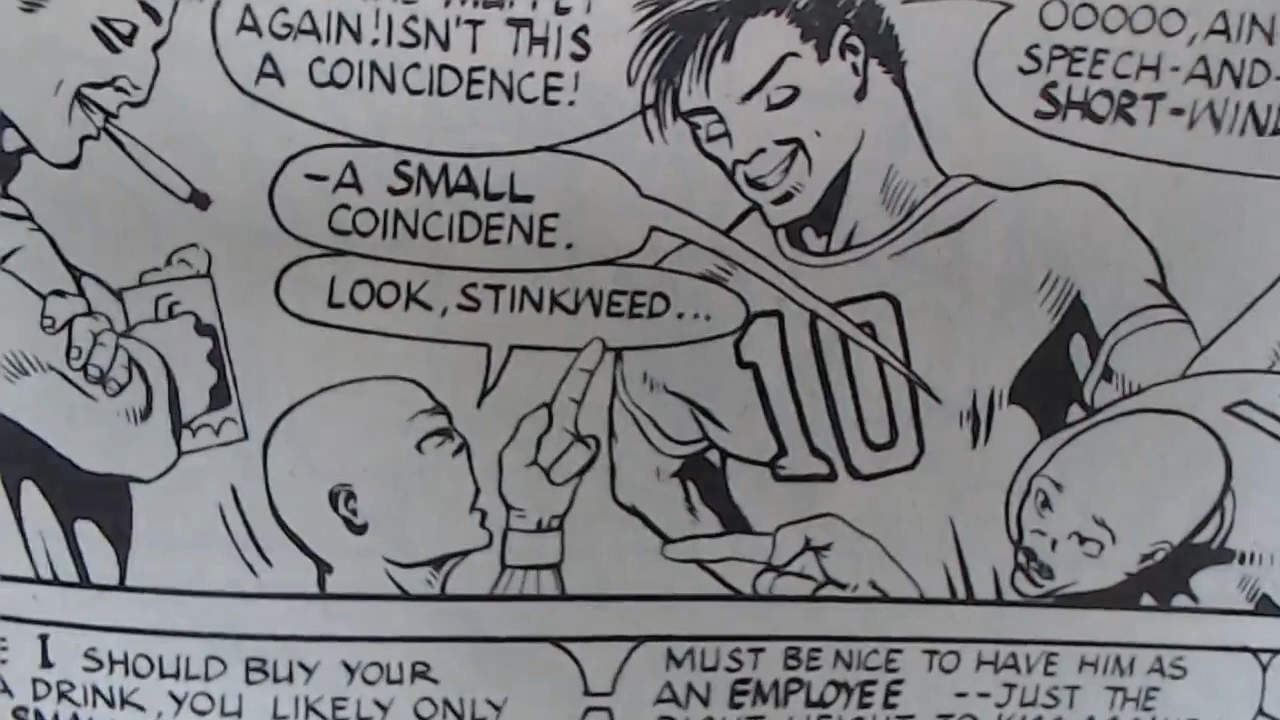 AGAIN! ISN'T THIS
A COINCIDENCE!
-A SMALL
COINCIDENE.
LOOK, STINKWEED...
OOOOO, AIN
SPEECH-AND-
SHORT-WIN
10
I SHOULD BUY YOUR
A DRINK, YOU LIKELY ONLY
MUST BE NICE TO HAVE HIM AS
AN EMPLOYEE --JUST THE